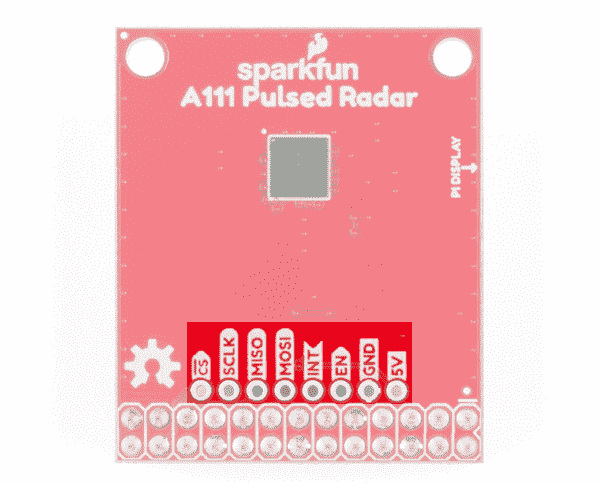 sparkfun
A111 Pulsed Radar
PI DISPLAY
CS SCLK MISO MOSI INT EN GND 5V